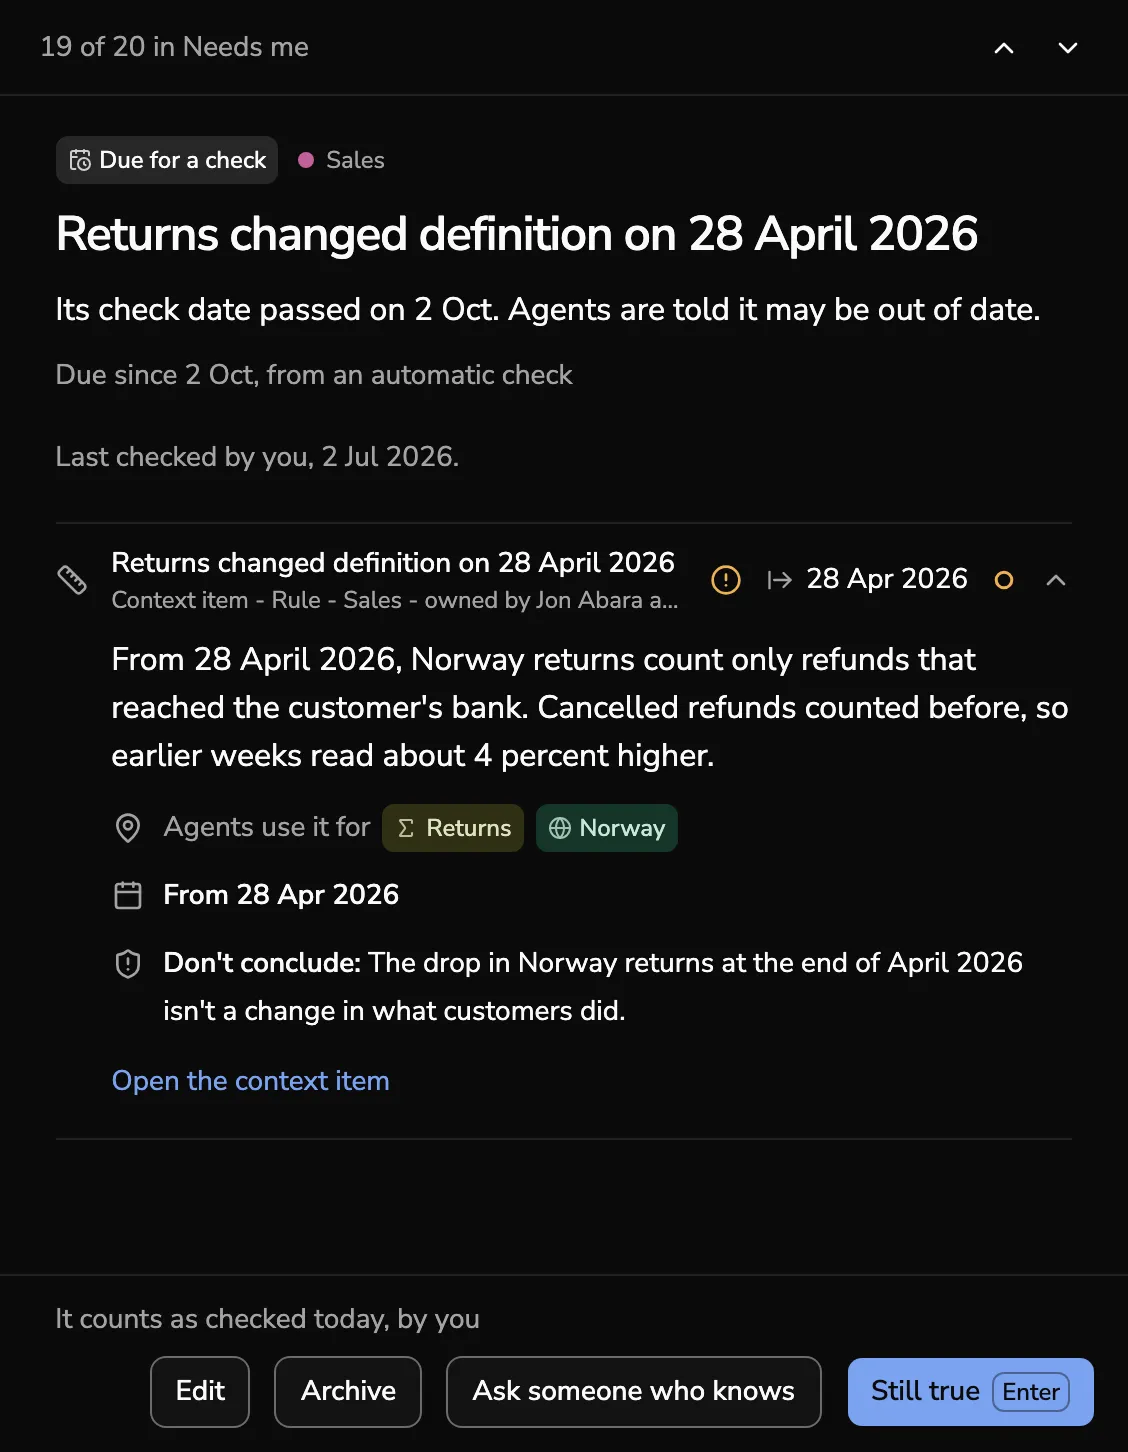 19 of 20 in Needs me
Due for a check
Sales
Returns changed definition on 28 April 2026
Its check date passed on 2 Oct. Agents are told it may be out of date.
Due since 2 Oct, from an automatic check
Last checked by you, 2 Jul 2026.
Returns changed definition on 28 April 2026
Context item - Rule - Sales - owned by Jon Abara a...
28 Apr 2026
From 28 April 2026, Norway returns count only refunds that
reached the customer's bank. Cancelled refunds counted before, so
earlier weeks read about 4 percent higher.
Agents use it for
Returns
Norway
From 28 Apr 2026
Don't conclude: The drop in Norway returns at the end of April 2026
isn't a change in what customers did.
Open the context item
It counts as checked today, by you
Edit
Archive
Ask someone who knows
Still true Enter